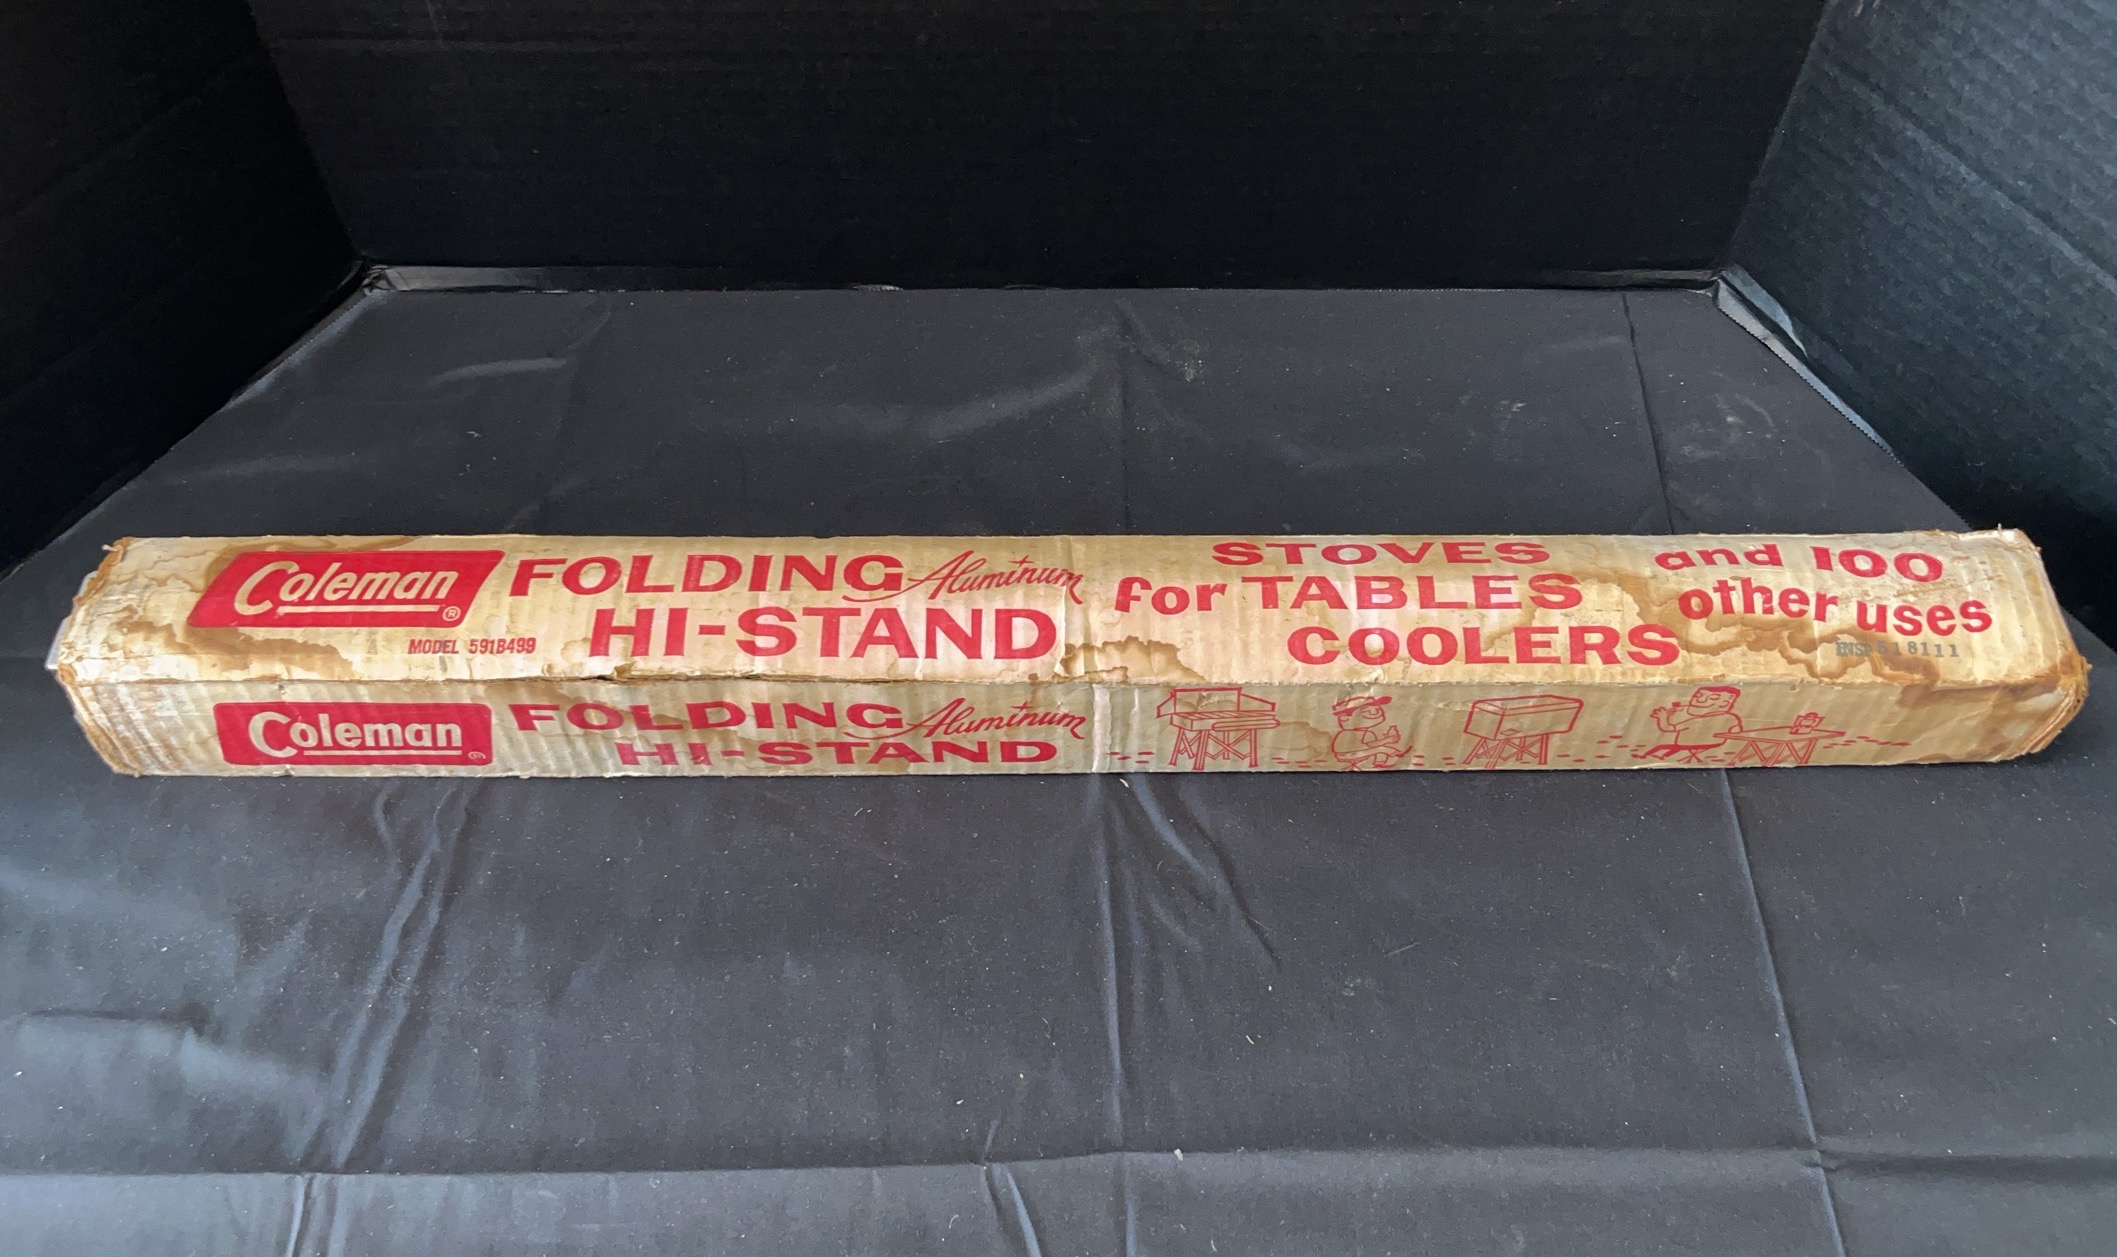 Coleman®
MODEL 591B499
FOLDING Aluminum
HI-STAND
STOVES
for TABLES
COOLERS
and 100
other uses
Coleman®
FOLDING Aluminum
HI-STAND